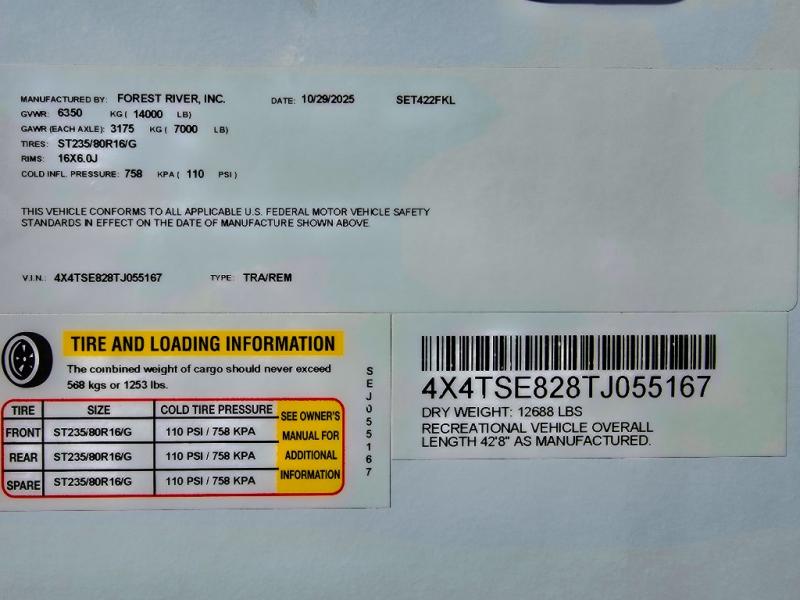 MANUFACTURED BY: FOREST RIVER, INC. DATE: 10/29/2025 SET422FKL
GVWR: 6350 KG ( 14000 LB)
GAWR (EACH AXLE): 3175 KG ( 7000 LB)
TIRES: ST235/80R16/G
RIMS: 16X6.0J
COLD INFL. PRESSURE: 758 KPA ( 110 PSI )
THIS VEHICLE CONFORMS TO ALL APPLICABLE U.S. FEDERAL MOTOR VEHICLE SAFETY
STANDARDS IN EFFECT ON THE DATE OF MANUFACTURE SHOWN ABOVE.
V.I.N.: 4X4TSE828TJ055167 TYPE: TRA/REM
TIRE AND LOADING INFORMATION
The combined weight of cargo should never exceed
568 kgs or 1253 lbs.
TIRE SIZE COLD TIRE PRESSURE
FRONT ST235/80R16/G 110 PSI / 758 KPA
REAR ST235/80R16/G 110 PSI / 758 KPA
SPARE ST235/80R16/G 110 PSI / 758 KPA
SEE OWNER'S
MANUAL FOR
ADDITIONAL
INFORMATION
SEJ055167
4X4TSE828TJ055167
DRY WEIGHT: 12688 LBS
RECREATIONAL VEHICLE OVERALL
LENGTH 42'8" AS MANUFACTURED.